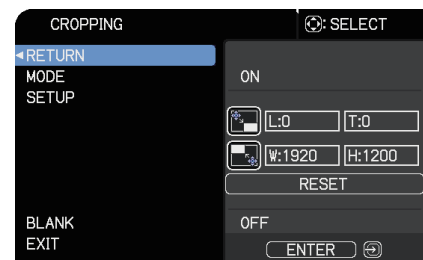 CROPPING : SELECT
RETURN
MODE ON
SETUP
L:0 T:0
W:1920 H:1200
RESET
BLANK OFF
EXIT ENTER